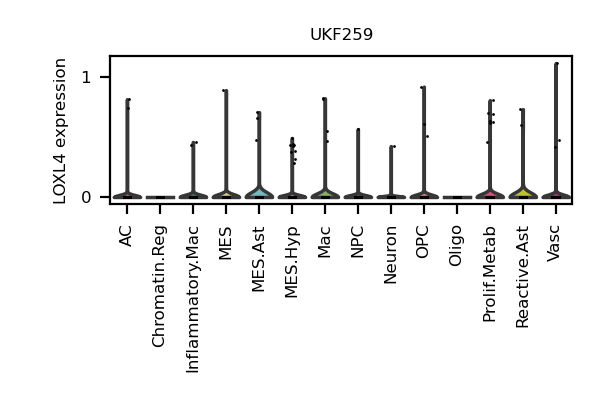 UKF259
LOXL4 expression
1
0
AC
Chromatin.Reg
Inflammatory.Mac
MES
MES.Ast
MES.Hyp
Mac
NPC
Neuron
OPC
Oligo
Prolif.Metab
Reactive.Ast
Vasc